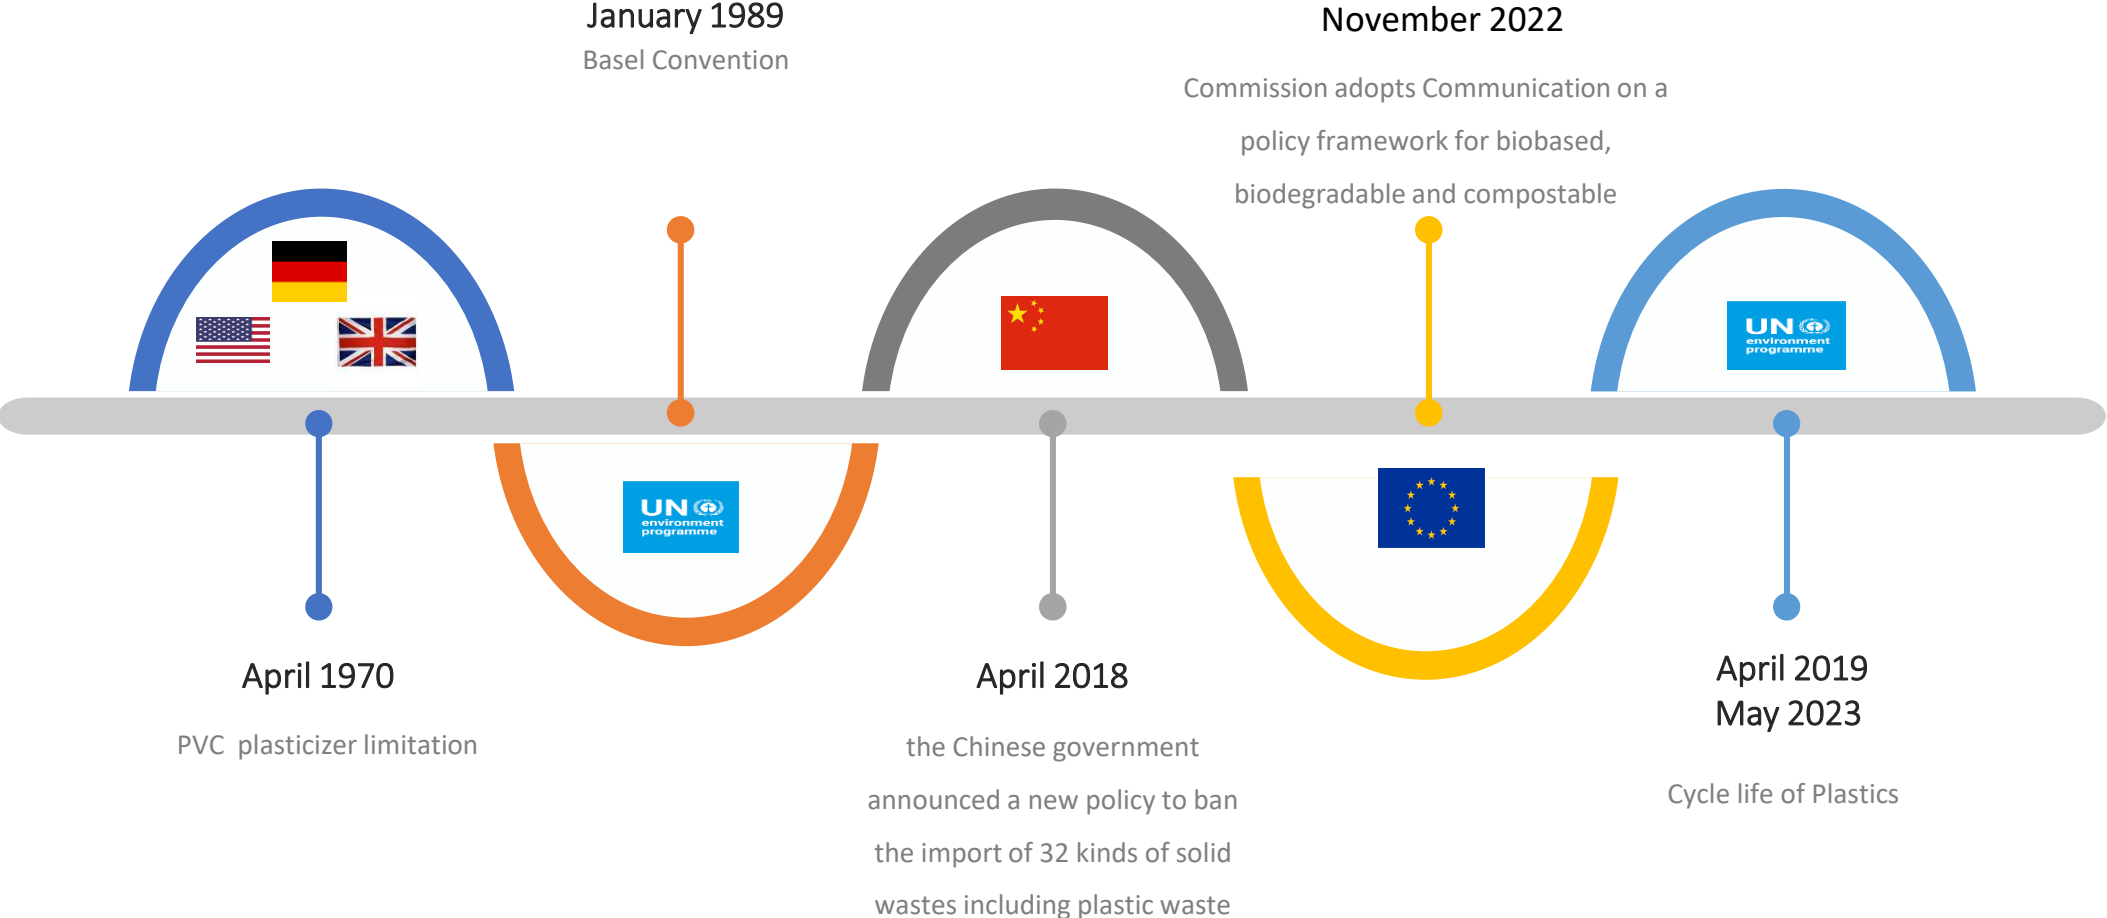 January 1989
Basel Convention
November 2022
Commission adopts Communication on a
policy framework for biobased,
biodegradable and compostable
UN
environment
programme
UN
environment
programme
April 1970
PVC  plasticizer limitation
April 2018
the Chinese government
announced a new policy to ban
the import of 32 kinds of solid
wastes including plastic waste
April 2019
May 2023
Cycle life of Plastics